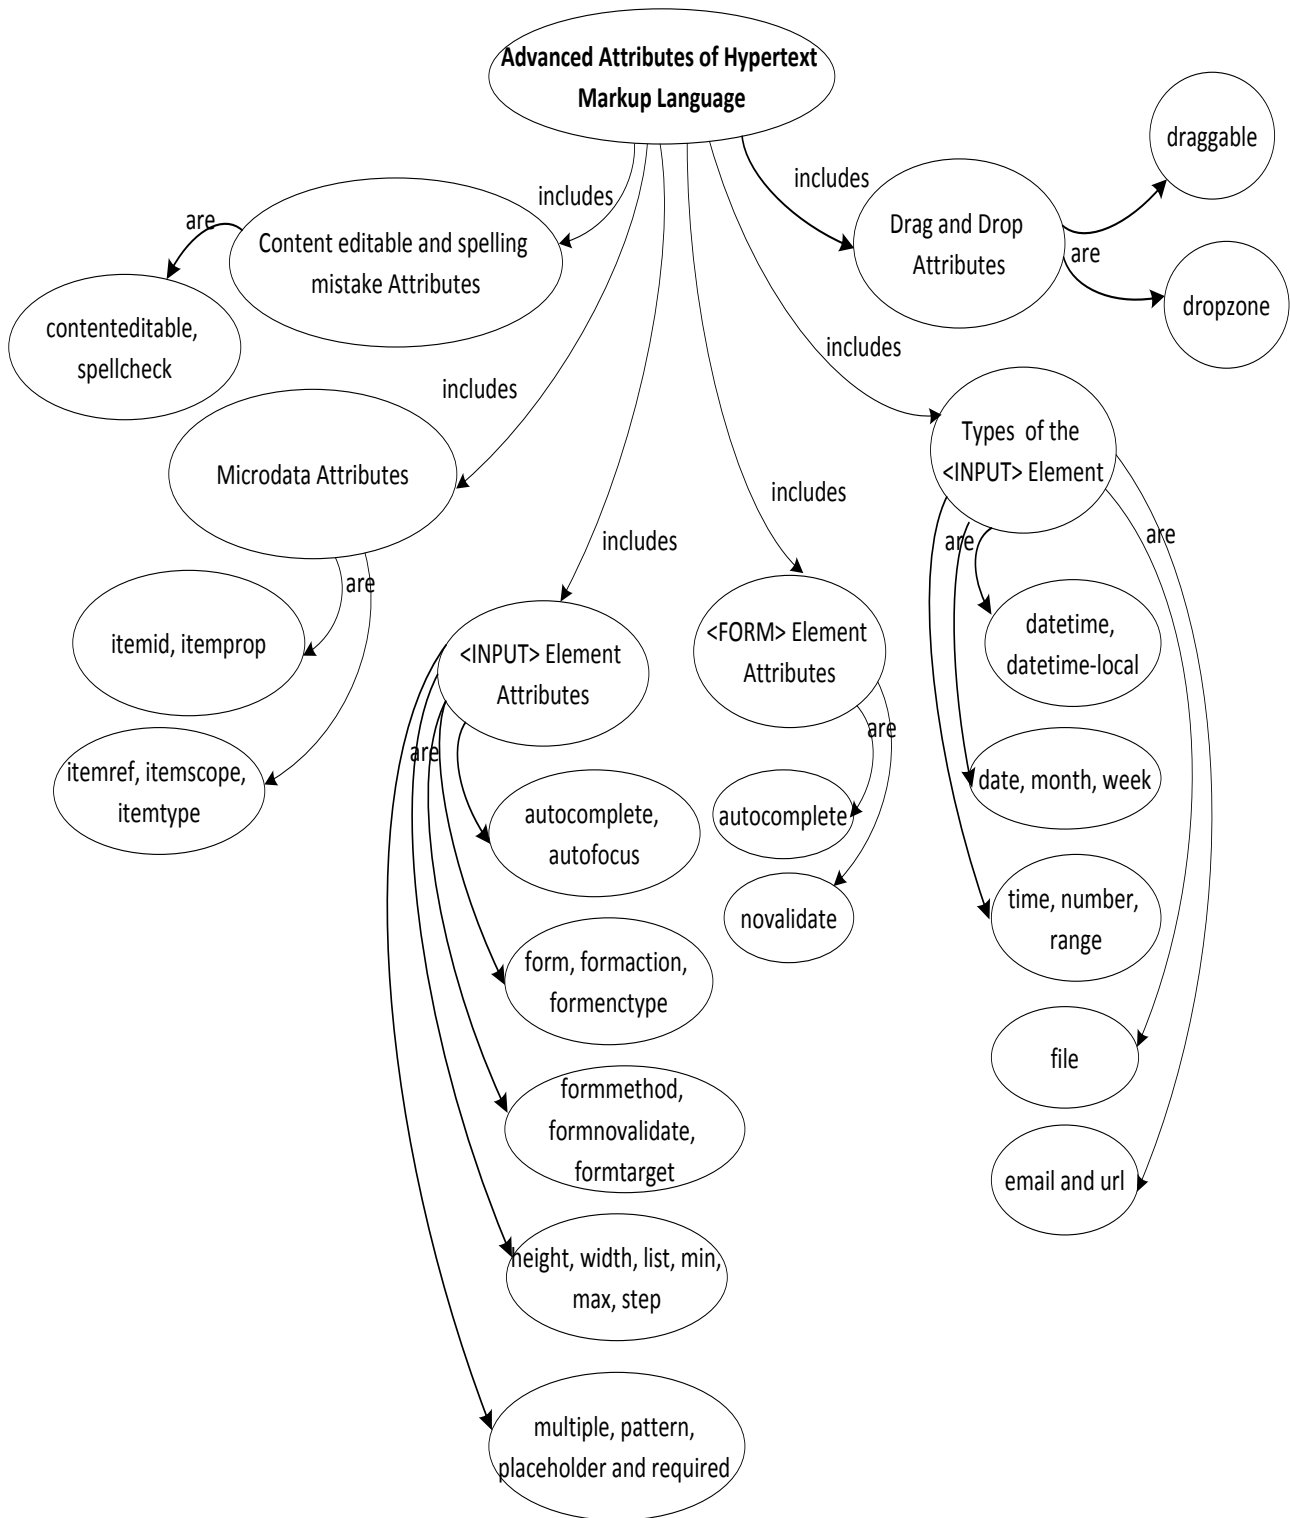 Advanced Attributes of Hypertext
Markup Language
includes
Content editable and spelling
mistake Attributes
are
contenteditable,
spellcheck
includes
Microdata Attributes
are
itemid, itemprop
itemref, itemscope,
itemtype
includes
<INPUT> Element
Attributes
are
autocomplete,
autofocus
form, formaction,
formenctype
formmethod,
formnovalidate,
formtarget
height, width, list, min,
max, step
multiple, pattern,
placeholder and required
includes
<FORM> Element
Attributes
are
autocomplete
novalidate
includes
Types of the
<INPUT> Element
are
are
datetime,
datetime-local
date, month, week
time, number,
range
file
email and url
includes
Drag and Drop
Attributes
are
draggable
dropzone